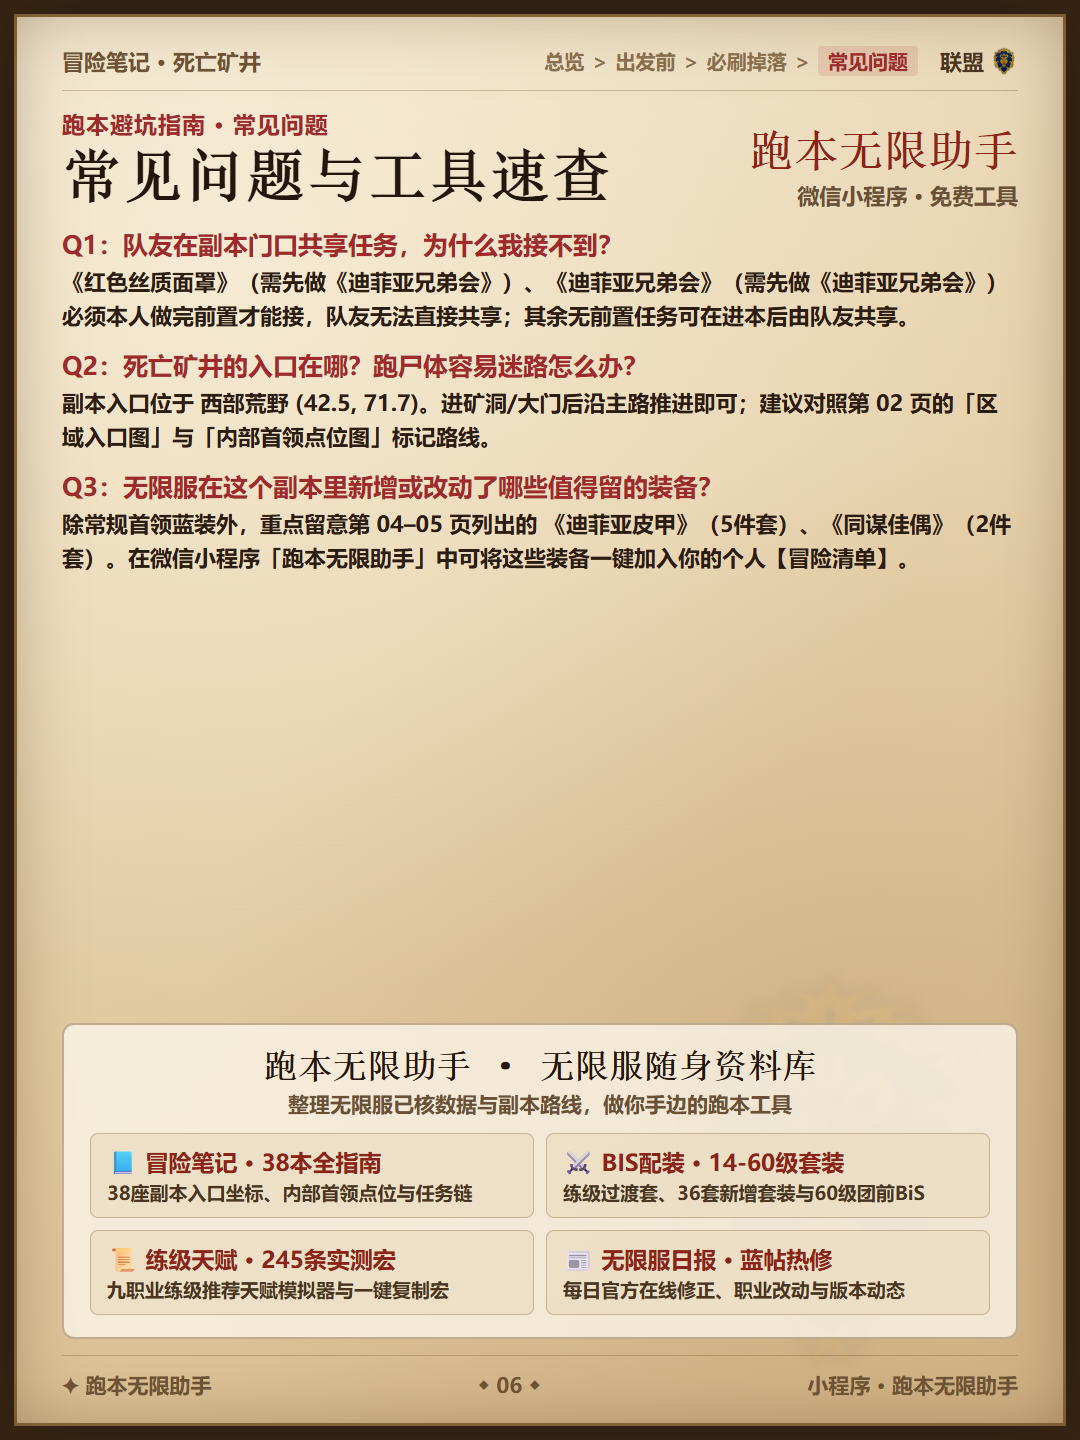 冒险笔记・死亡矿井
总览 > 出发前 > 必刷掉落 > 常见问题 联盟
跑本避坑指南・常见问题
常见问题与工具速查
跑本无限助手
微信小程序・免费工具
Q1：队友在副本门口共享任务，为什么我接不到？
《红色丝质面罩》（需先做《迪菲亚兄弟会》）、《迪菲亚兄弟会》（需先做《迪菲亚兄弟会》）
必须本人做完前置才能接，队友无法直接共享；其余无前置任务可在进本后由队友共享。
Q2：死亡矿井的入口在哪？跑尸体容易迷路怎么办？
副本入口位于 西部荒野 (42.5, 71.7)。进矿洞/大门后沿主路推进即可；建议对照第 02 页的「区
域入口图」与「内部首领点位图」标记路线。
Q3：无限服在这个副本里新增或改动了哪些值得留的装备？
除常规首领蓝装外，重点留意第 04–05 页列出的 《迪菲亚皮甲》（5件套）、《同谋佳偶》（2件
套）。在微信小程序「跑本无限助手」中可将这些装备一键加入你的个人【冒险清单】。
跑本无限助手 • 无限服随身资料库
整理无限服已核数据与副本路线，做你手边的跑本工具
冒险笔记・38本全指南
38座副本入口坐标、内部首领点位与任务链
BIS配装・14-60级套装
练级过渡套、36套新增套装与60级团前BiS
练级天赋・245条实测宏
九职业练级推荐天赋模拟器与一键复制宏
无限服日报・蓝帖热修
每日官方在线修正、职业改动与版本动态
✦ 跑本无限助手
◆ 06 ◆
小程序・跑本无限助手